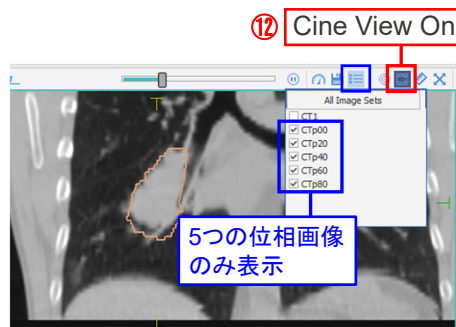 ⑫ Cine View On
All Image Sets
CT1
CTp00
CTp20
CTp40
CTp60
CTp80
5つの位相画像
のみ表示